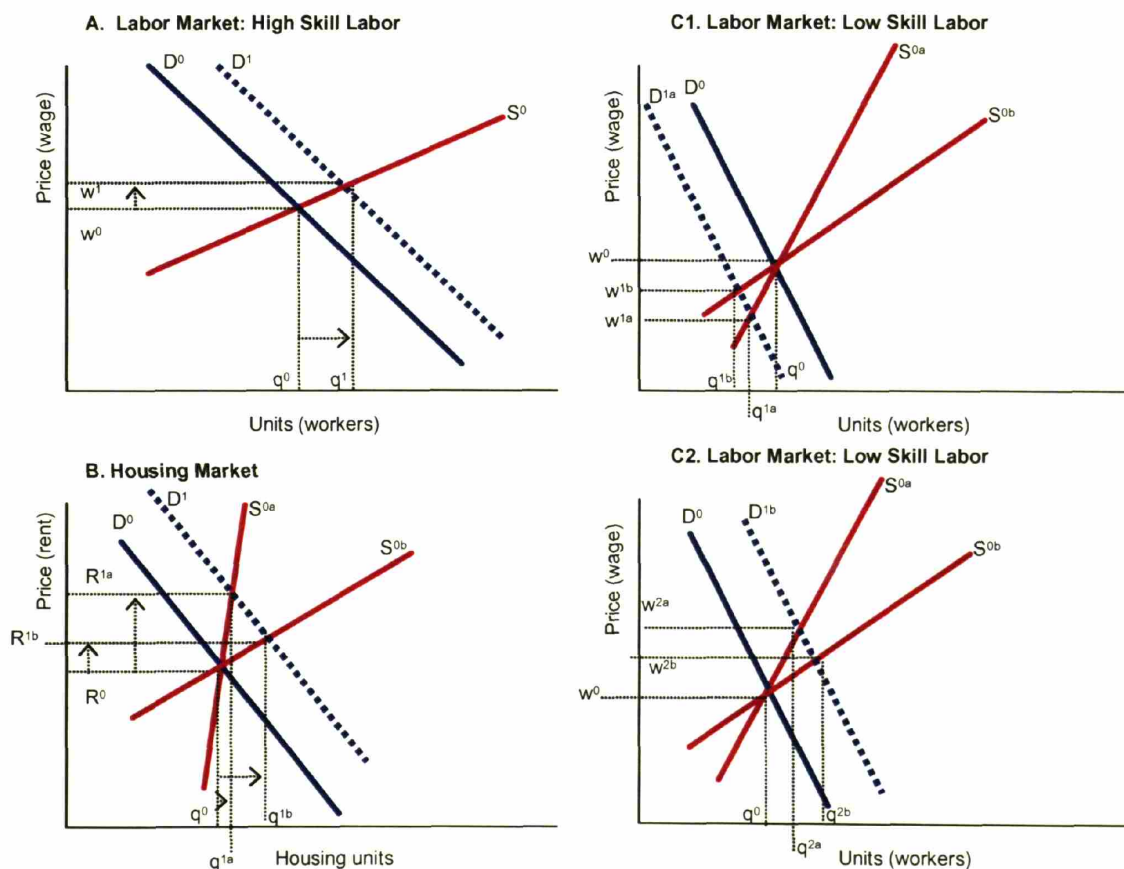 A. Labor Market: High Skill Labor
D⁰
D¹
S⁰
Price (wage)
w¹
w⁰
q⁰
q¹
Units (workers)
C1. Labor Market: Low Skill Labor
S⁰ᵃ
D¹ᵃ
D⁰
S⁰ᵇ
Price (wage)
w⁰
w¹ᵇ
w¹ᵃ
q¹ᵇ
q⁰
q¹ᵃ
Units (workers)
B. Housing Market
D¹
S⁰ᵃ
D⁰
S⁰ᵇ
Price (rent)
R¹ᵃ
R¹ᵇ
R⁰
q⁰
q¹ᵇ
q¹ᵃ
Housing units
C2. Labor Market: Low Skill Labor
S⁰ᵃ
D⁰
D¹ᵇ
S⁰ᵇ
Price (wage)
w²ᵃ
w²ᵇ
w⁰
q⁰
q²ᵇ
q²ᵃ
Units (workers)